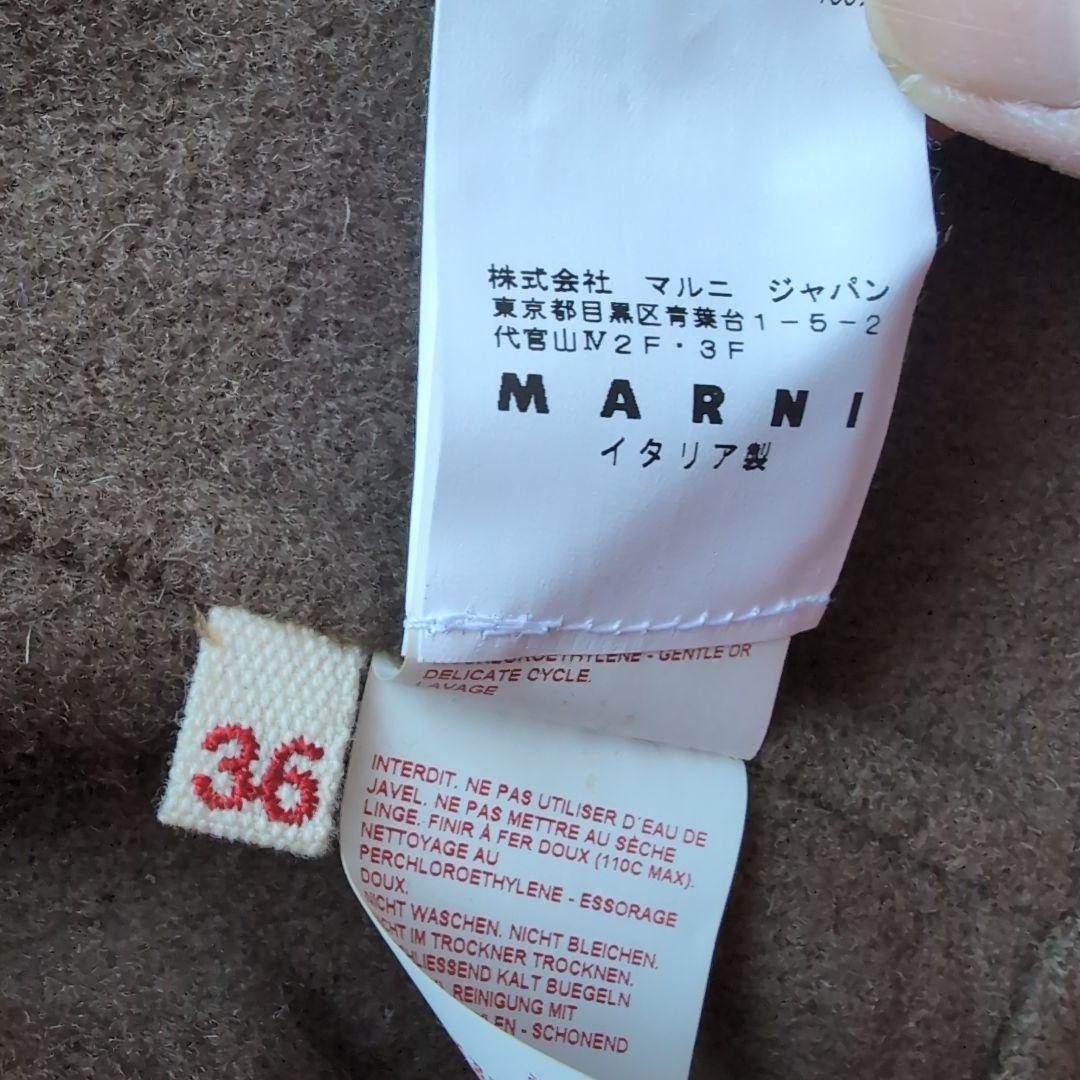 株式会社 マルニ ジャパン
東京都目黒区青葉台1-5-2
代官山Ⅳ2F・3F
MARNI
イタリア製
- GENTLE OR
DELICATE CYCLE.
LAVAGE
36
INTERDIT. NE PAS UTILISER D'EAU DE
JAVEL. NE PAS METTRE AU SÈCHE
LINGE. FINIR À FER DOUX (110C MAX).
NETTOYAGE AU
PERCHLOROETHYLENE - ESSORAGE
DOUX.
NICHT WASCHEN. NICHT BLEICHEN.
IM TROCKNER TROCKNEN.
KALT BUEGELN
REINIGUNG MIT
- SCHONEND